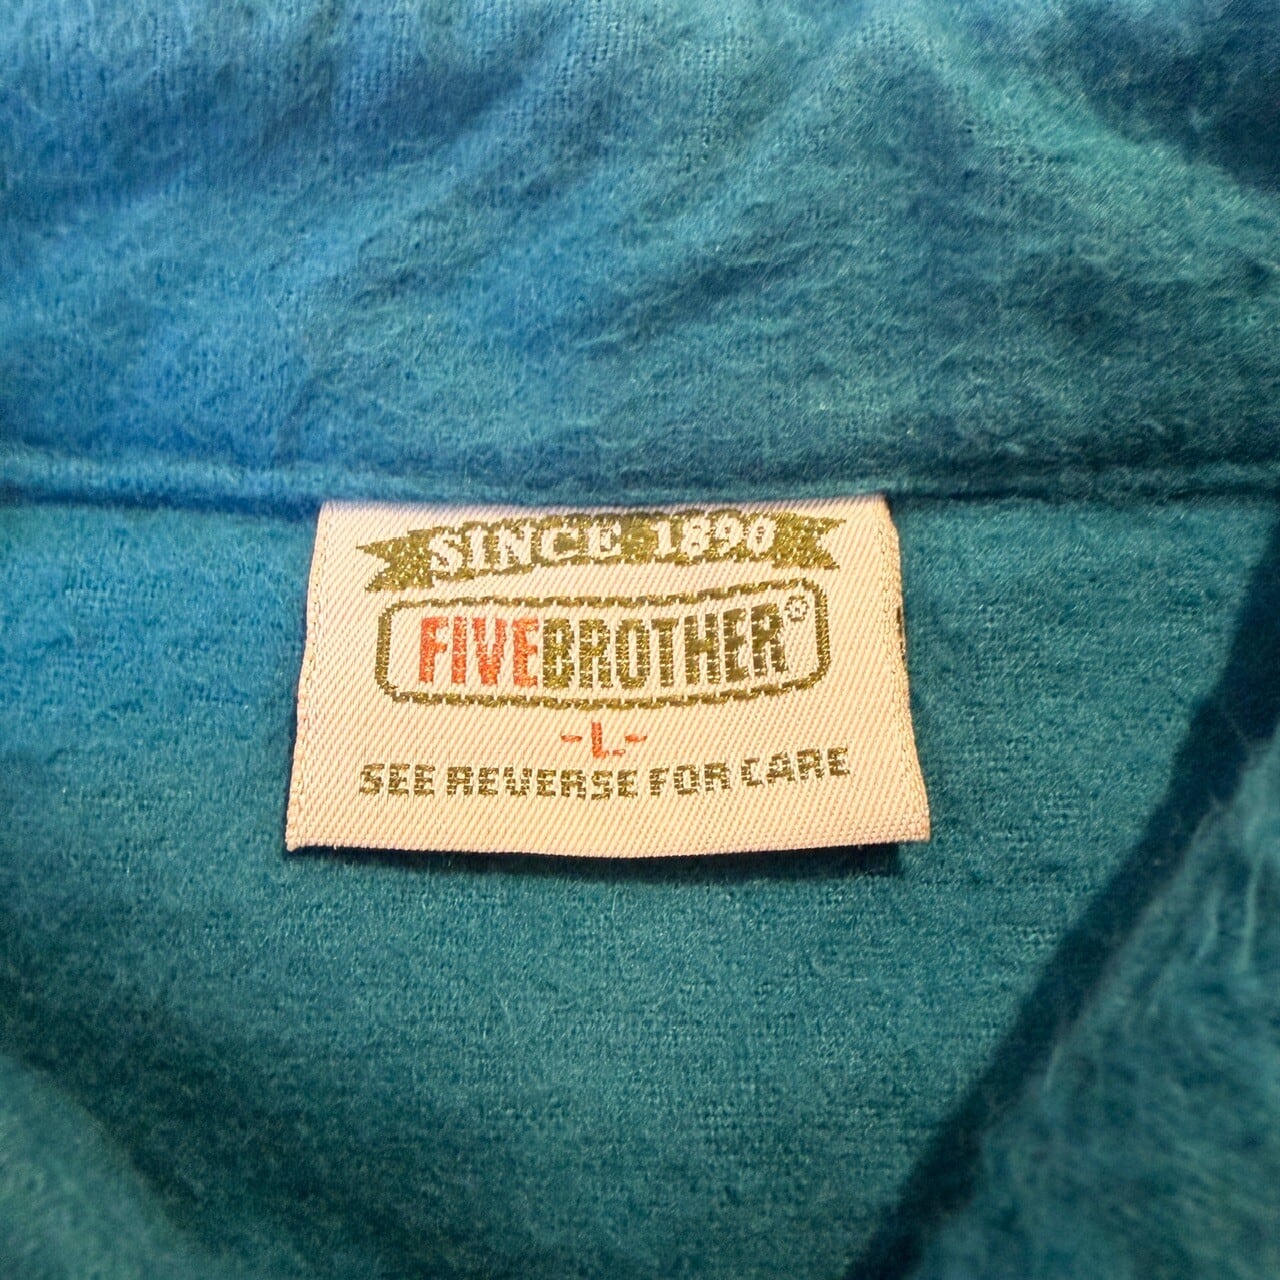 SINCE 1890
FIVEBROTHER®
-L-
SEE REVERSE FOR CARE